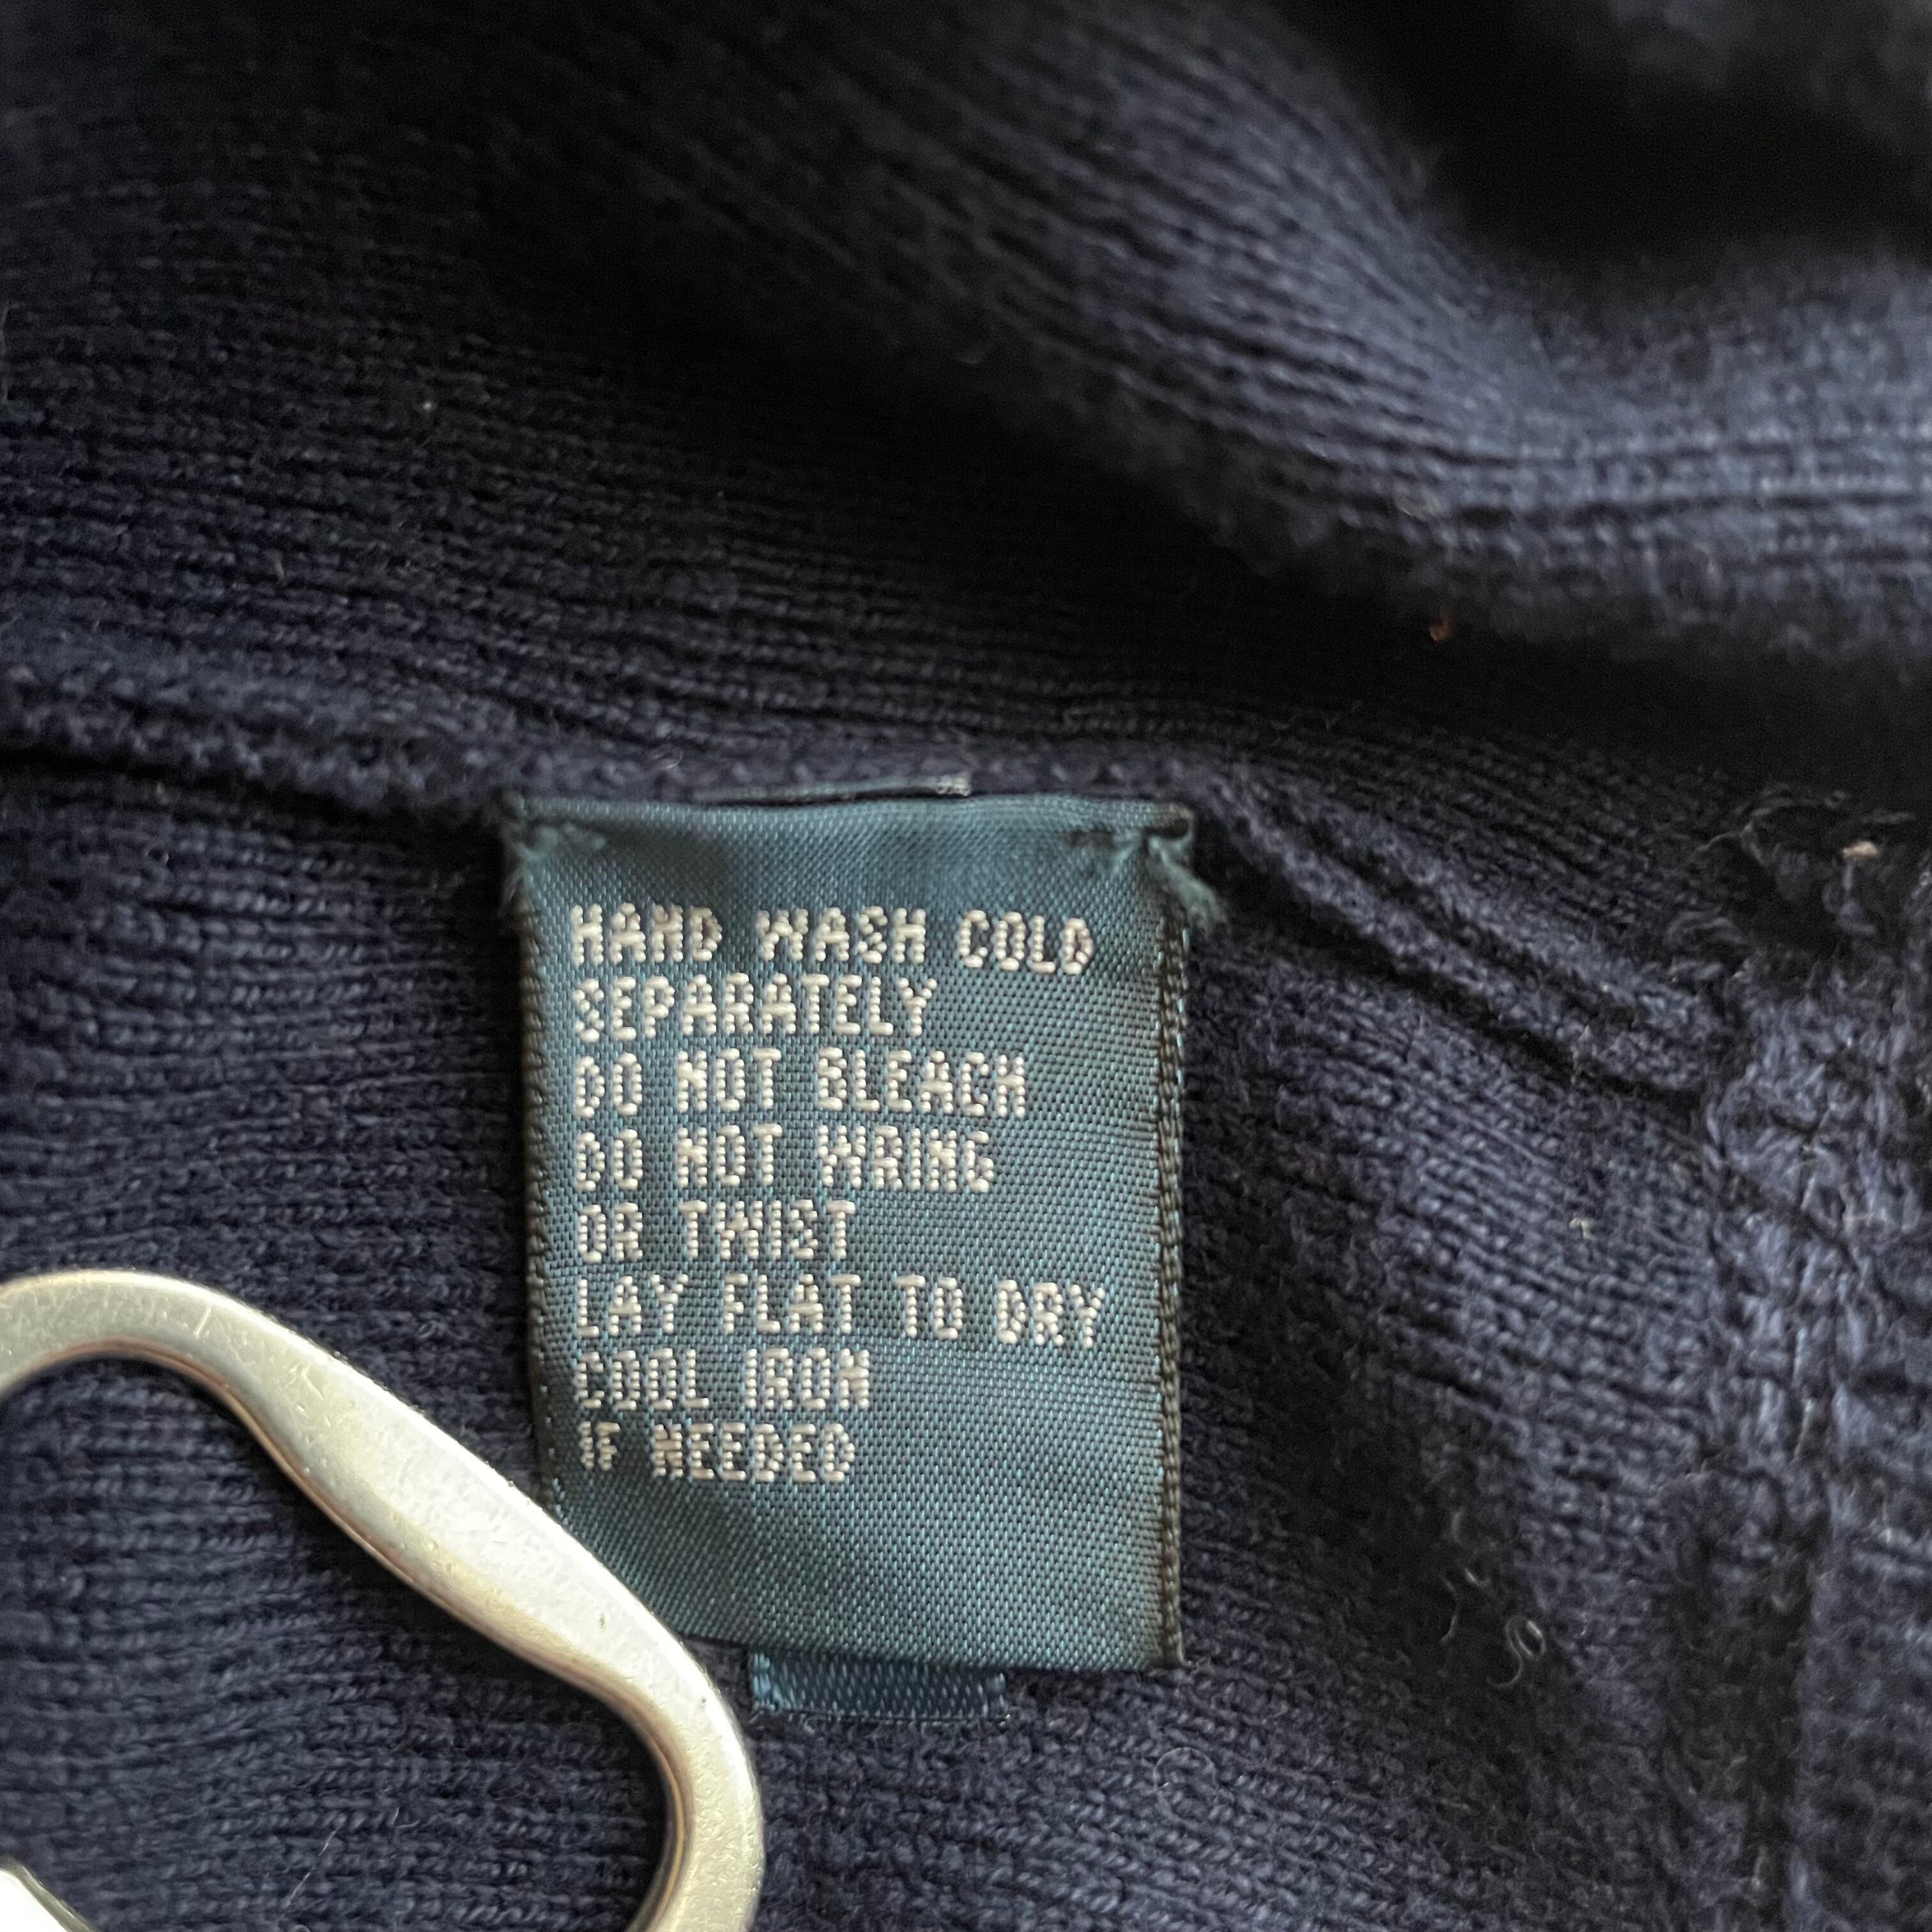 HAND WASH COLD
SEPARATELY
DO NOT BLEACH
DO NOT WRING
OR TWIST
LAY FLAT TO DRY
COOL IRON
IF NEEDED